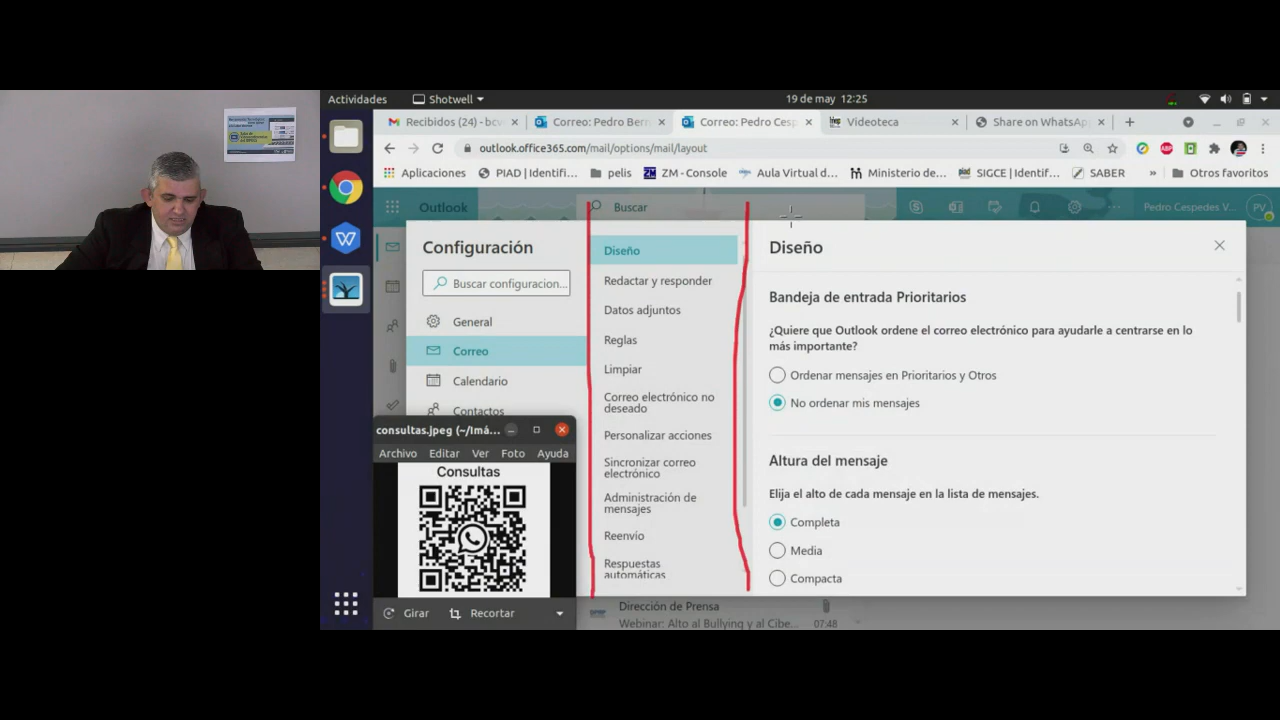 Actividades
Shotwell
19 de may 12:25
Recibidos (24) - bcv
Correo: Pedro Bern
Correo: Pedro Cesp
Videoteca
Share on WhatsAp
outlook.office365.com/mail/options/mail/layout
Aplicaciones
PIAD | Identifi...
pelis
ZM - Console
Aula Virtual d...
Ministerio de...
SIGCE | Identif...
SABER
Otros favoritos
Outlook
Buscar
Pedro Cespedes V...
PV
Configuración
Buscar configuracion...
General
Correo
Calendario
Contactos
Diseño
Redactar y responder
Datos adjuntos
Reglas
Limpiar
Correo electrónico no
deseado
Personalizar acciones
Sincronizar correo
electrónico
Administración de
mensajes
Reenvío
Respuestas
automáticas
Diseño
Bandeja de entrada Prioritarios
¿Quiere que Outlook ordene el correo electrónico para ayudarle a centrarse en lo
más importante?
Ordenar mensajes en Prioritarios y Otros
No ordenar mis mensajes
Altura del mensaje
Elija el alto de cada mensaje en la lista de mensajes.
Completa
Media
Compacta
consultas.jpeg (~/Imá...
Archivo Editar Ver Foto Ayuda
Consultas
Girar
Recortar
Dirección de Prensa
Webinar: Alto al Bullying y al Cibe...
07:48